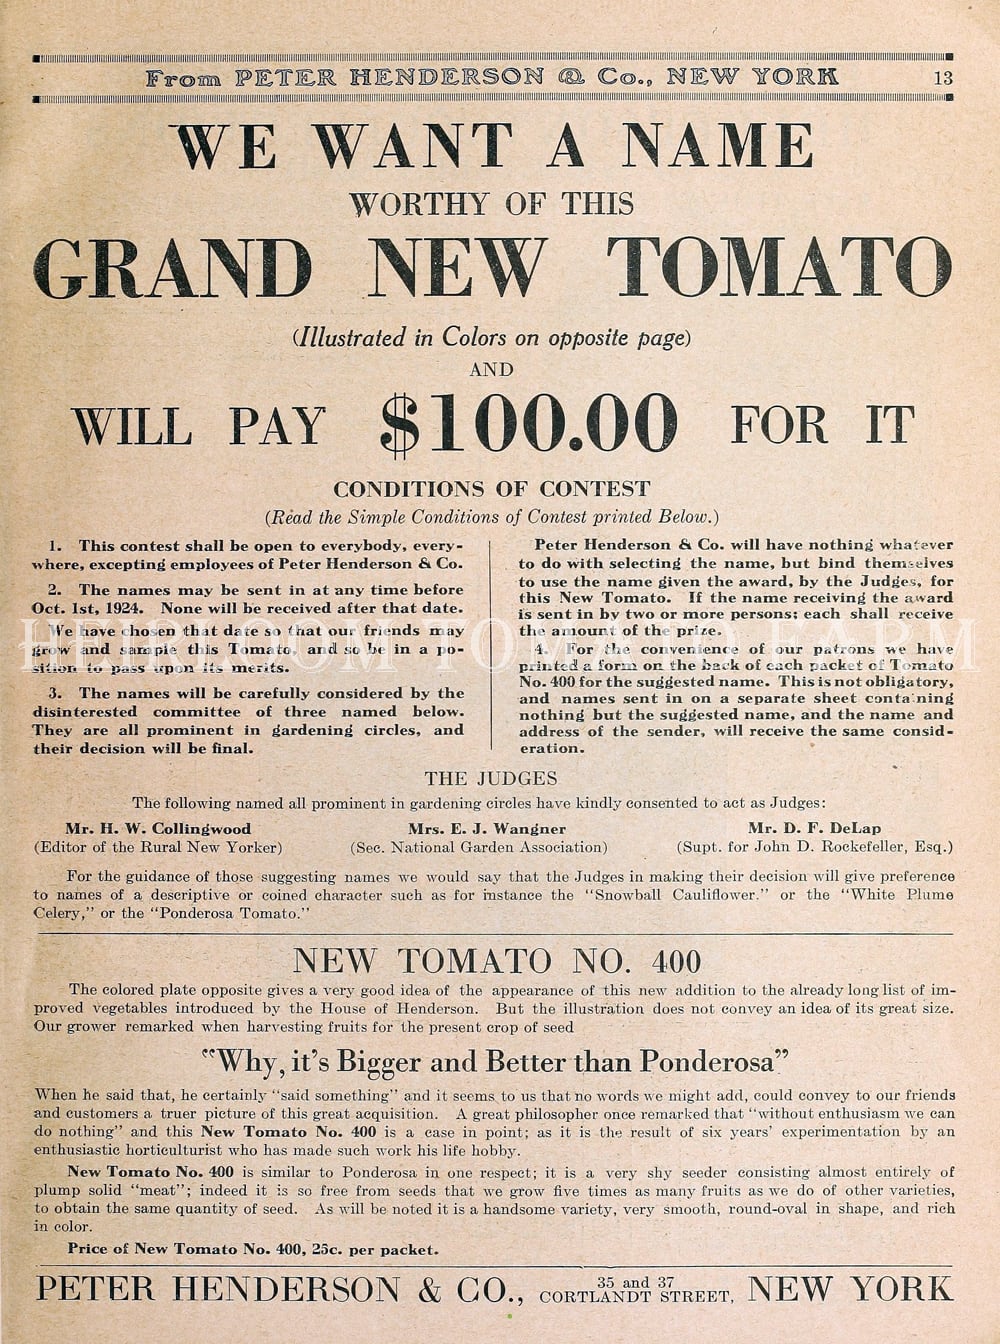 From PETER HENDERSON & Co., NEW YORK 13
WE WANT A NAME
WORTHY OF THIS
GRAND NEW TOMATO
(Illustrated in Colors on opposite page)
AND
WILL PAY $100.00 FOR IT
CONDITIONS OF CONTEST
(Read the Simple Conditions of Contest printed Below.)
1. This contest shall be open to everybody, every-
where, excepting employees of Peter Henderson & Co.
2. The names may be sent in at any time before
Oct. 1st, 1924. None will be received after that date.
We have chosen that date so that our friends may
grow and sample this Tomato, and so be in a po-
sition to pass upon its merits.
3. The names will be carefully considered by the
disinterested committee of three named below.
They are all prominent in gardening circles, and
their decision will be final.
Peter Henderson & Co. will have nothing whatever
to do with selecting the name, but bind themselves
to use the name given the award, by the Judges, for
this New Tomato. If the name receiving the award
is sent in by two or more persons; each shall receive
the amount of the prize.
4. For the convenience of our patrons we have
printed a form on the back of each packet of Tomato
No. 400 for the suggested name. This is not obligatory,
and names sent in on a separate sheet containing
nothing but the suggested name, and the name and
address of the sender, will receive the same consid-
eration.
HEIRLOOM TOMATO FARM
THE JUDGES
The following named all prominent in gardening circles have kindly consented to act as Judges:
Mr. H. W. Collingwood Mrs. E. J. Wangner Mr. D. F. DeLap
(Editor of the Rural New Yorker) (Sec. National Garden Association) (Supt. for John D. Rockefeller, Esq.)
For the guidance of those suggesting names we would say that the Judges in making their decision will give preference
to names of a descriptive or coined character such as for instance the "Snowball Cauliflower." or the "White Plume
Celery," or the "Ponderosa Tomato."
NEW TOMATO NO. 400
The colored plate opposite gives a very good idea of the appearance of this new addition to the already long list of im-
proved vegetables introduced by the House of Henderson. But the illustration does not convey an idea of its great size.
Our grower remarked when harvesting fruits for the present crop of seed
"Why, it's Bigger and Better than Ponderosa"
When he said that, he certainly "said something" and it seems to us that no words we might add, could convey to our friends
and customers a truer picture of this great acquisition. A great philosopher once remarked that "without enthusiasm we can
do nothing" and this New Tomato No. 400 is a case in point; as it is the result of six years' experimentation by an
enthusiastic horticulturist who has made such work his life hobby.
New Tomato No. 400 is similar to Ponderosa in one respect; it is a very shy seeder consisting almost entirely of
plump solid "meat"; indeed it is so free from seeds that we grow five times as many fruits as we do of other varieties,
to obtain the same quantity of seed. As will be noted it is a handsome variety, very smooth, round-oval in shape, and rich
in color.
Price of New Tomato No. 400, 25c. per packet.
PETER HENDERSON & CO., 35 and 37 CORTLANDT STREET, NEW YORK